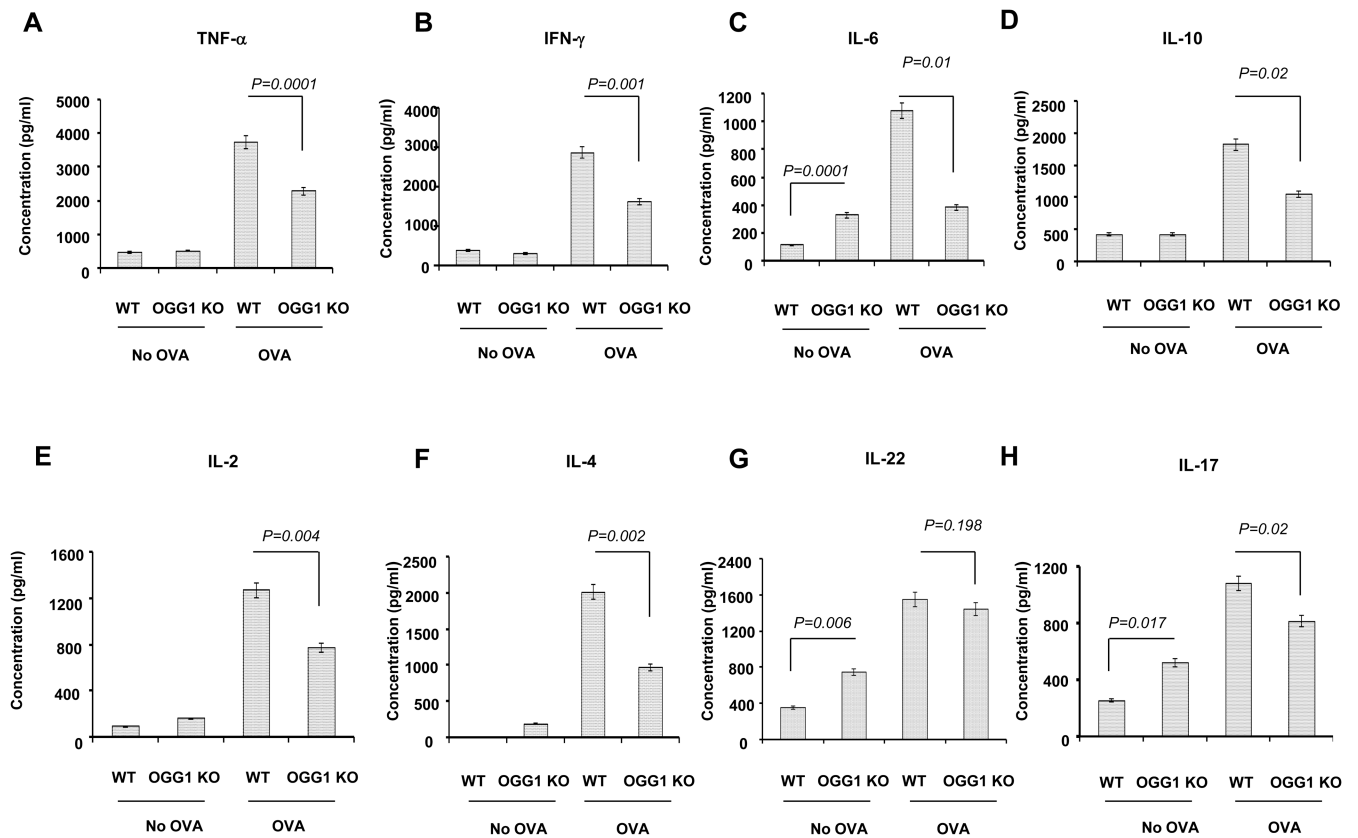 A
TNF-α
P=0.0001
Concentration (pg/ml)
5000
4000
3000
2000
1000
0
WT OGG1 KO WT OGG1 KO
No OVA OVA
B
IFN-γ
P=0.001
Concentration (pg/ml)
4000
3000
2000
1000
0
WT OGG1 KO WT OGG1 KO
No OVA OVA
C
IL-6
P=0.01
P=0.0001
Concentration (pg/ml)
1200
1000
800
600
400
200
0
WT OGG1 KO WT OGG1 KO
No OVA OVA
D
IL-10
P=0.02
Concentration (pg/ml)
2500
2000
1500
1000
500
0
WT OGG1 KO WT OGG1 KO
No OVA OVA
E
IL-2
P=0.004
Concentration (pg/ml)
1600
1200
800
400
0
WT OGG1 KO WT OGG1 KO
No OVA OVA
F
IL-4
P=0.002
Concentration (pg/ml)
2500
2000
1500
1000
500
0
WT OGG1 KO WT OGG1 KO
No OVA OVA
G
IL-22
P=0.198
P=0.006
Concentration (pg/ml)
2400
1600
1200
800
400
0
WT OGG1 KO WT OGG1 KO
No OVA OVA
H
IL-17
P=0.02
P=0.017
Concentration (pg/ml)
1200
800
400
0
WT OGG1 KO WT OGG1 KO
No OVA OVA